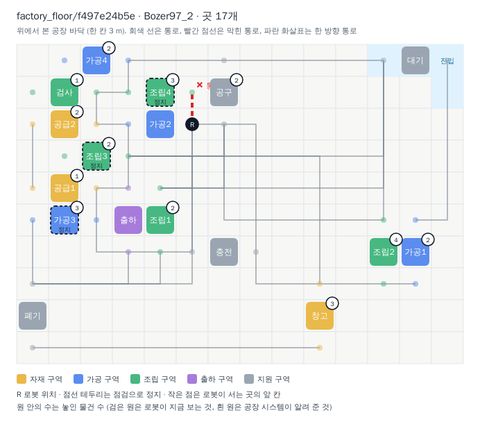 factory_floor/f497e24b5e · Bozer97_2 · 곳 17개
위에서 본 공장 바닥 (한 칸 3 m). 회색 선은 통로, 빨간 점선은 막힌 통로, 파란 화살표는 한 방향 통로
가공4 2
대기
검사 1
조립4 3
정지
공구 2
공급2 2
가공2
R
조립3 2
정지
공급1 1
가공3 3
정지
출하
조립1 2
충전
조립2 4
가공1 2
폐기
창고 3
자재 구역
가공 구역
조립 구역
출하 구역
지원 구역
R 로봇 위치 · 점선 테두리는 점검으로 정지 · 작은 점은 로봇이 서는 곳의 앞 칸
원 안의 수는 놓인 물건 수 (검은 원은 로봇이 지금 보는 것, 흰 원은 공장 시스템이 알려 준 것)